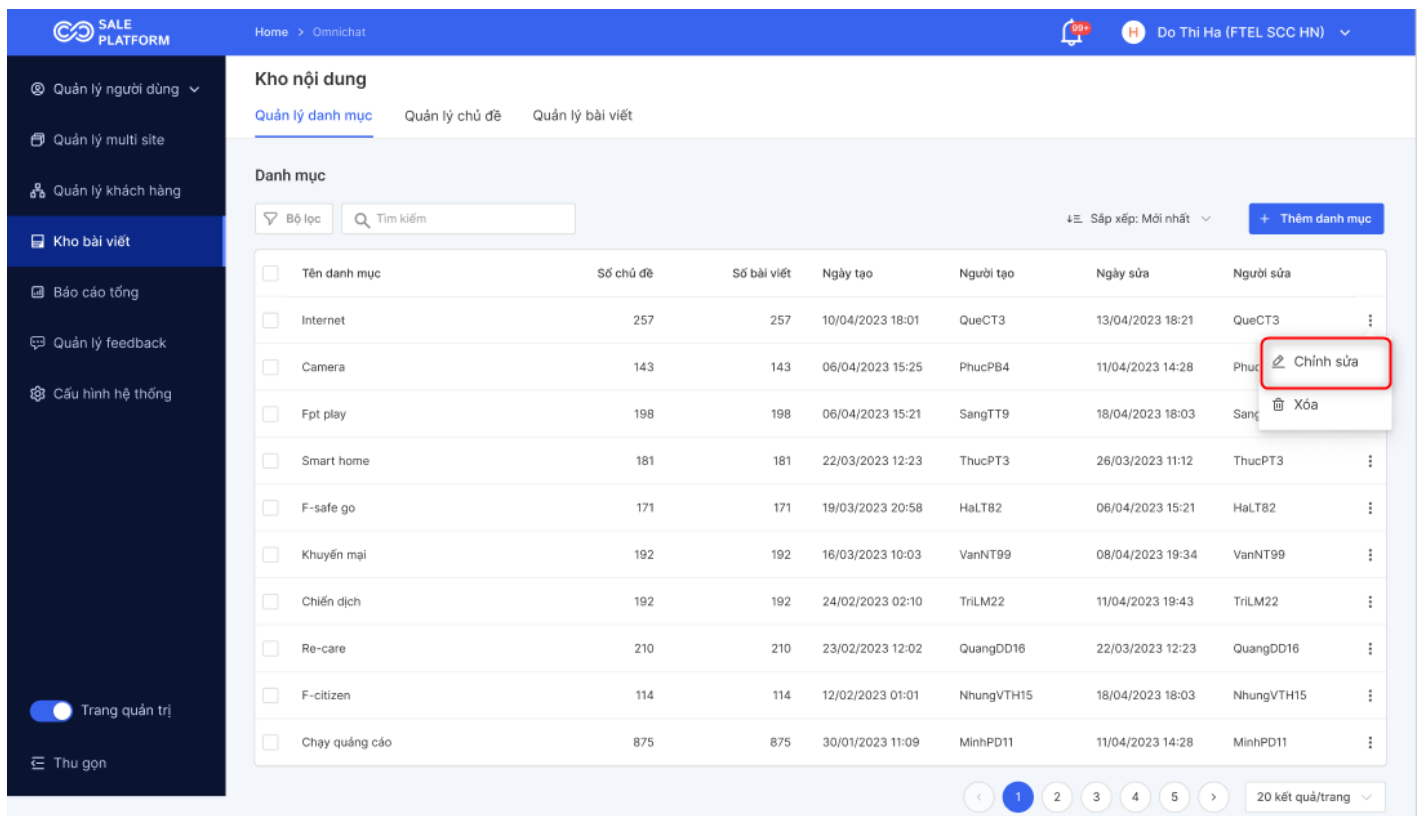 SALE
PLATFORM
Home > Omnichat
99+
H Do Thi Ha (FTEL SCC HN)
Quản lý người dùng
Quản lý multi site
Quản lý khách hàng
Kho bài viết
Báo cáo tổng
Quản lý feedback
Cấu hình hệ thống
Trang quản trị
Thu gọn
Kho nội dung
Quản lý danh mục Quản lý chủ đề Quản lý bài viết
Danh mục
Bộ lọc Tìm kiếm Sắp xếp: Mới nhất + Thêm danh mục
Tên danh mục Số chủ đề Số bài viết Ngày tạo Người tạo Ngày sửa Người sửa
Internet 257 257 10/04/2023 18:01 QueCT3 13/04/2023 18:21 QueCT3
Camera 143 143 06/04/2023 15:25 PhucPB4 11/04/2023 14:28 Phuc
Chỉnh sửa
Fpt play 198 198 06/04/2023 15:21 SangTT9 18/04/2023 18:03 Sang
Xóa
Smart home 181 181 22/03/2023 12:23 ThucPT3 26/03/2023 11:12 ThucPT3
F-safe go 171 171 19/03/2023 20:58 HaLT82 06/04/2023 15:21 HaLT82
Khuyến mại 192 192 16/03/2023 10:03 VanNT99 08/04/2023 19:34 VanNT99
Chiến dịch 192 192 24/02/2023 02:10 TriLM22 11/04/2023 19:43 TriLM22
Re-care 210 210 23/02/2023 12:02 QuangDD16 22/03/2023 12:23 QuangDD16
F-citizen 114 114 12/02/2023 01:01 NhungVTH15 18/04/2023 18:03 NhungVTH15
Chạy quảng cáo 875 875 30/01/2023 11:09 MinhPD11 11/04/2023 14:28 MinhPD11
< 1 2 3 4 5 > 20 kết quả/trang